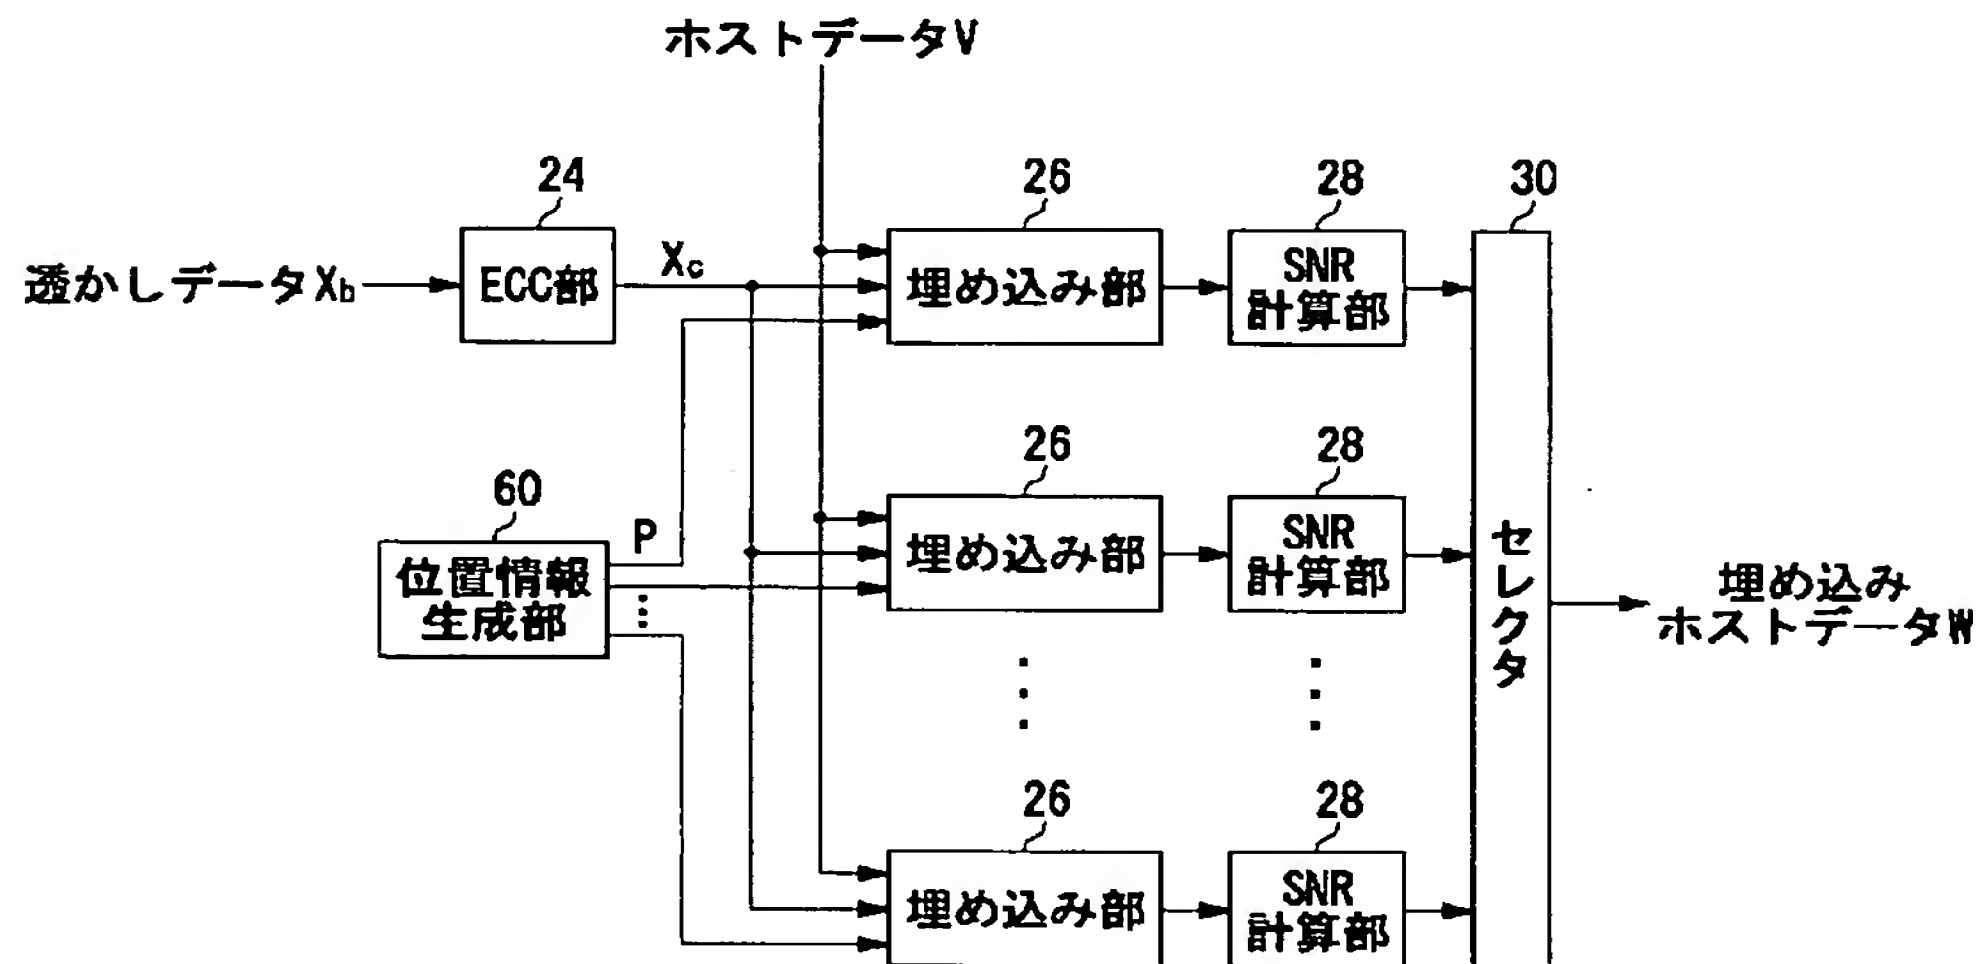 ホストデータV
24
26
28
30
透かしデータXb
ECC部
Xc
埋め込み部
SNR
計算部
26
28
60
P
位置情報
生成部
埋め込み部
SNR
計算部
セレクタ
埋め込み
ホストデータW
26
28
埋め込み部
SNR
計算部